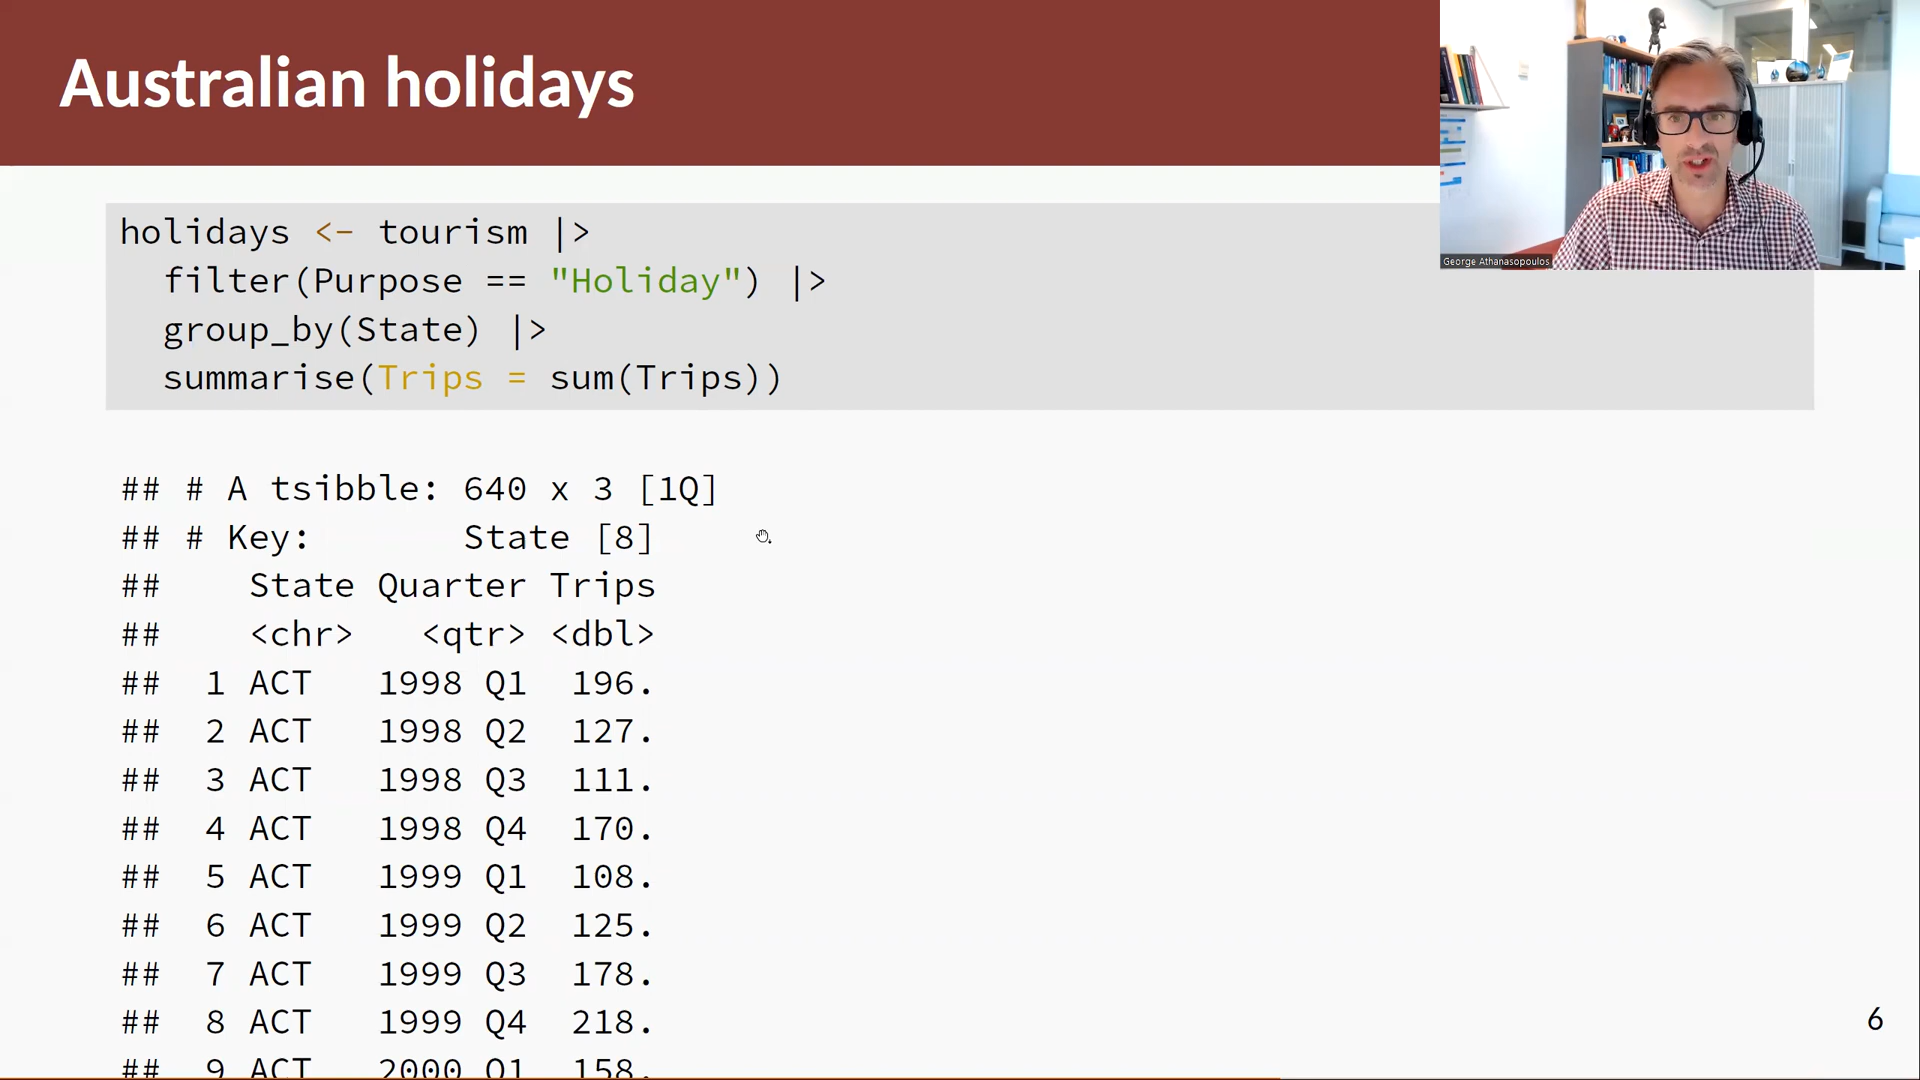 Australian holidays
holidays <- tourism |>
  filter(Purpose == "Holiday") |>
  group_by(State) |>
  summarise(Trips = sum(Trips))
## # A tsibble: 640 x 3 [1Q]
## # Key:       State [8]
##    State Quarter Trips
##    <chr>   <qtr> <dbl>
##  1 ACT   1998 Q1  196.
##  2 ACT   1998 Q2  127.
##  3 ACT   1998 Q3  111.
##  4 ACT   1998 Q4  170.
##  5 ACT   1999 Q1  108.
##  6 ACT   1999 Q2  125.
##  7 ACT   1999 Q3  178.
##  8 ACT   1999 Q4  218.
##  9 ACT   2000 Q1  158.
George Athanasopoulos
6